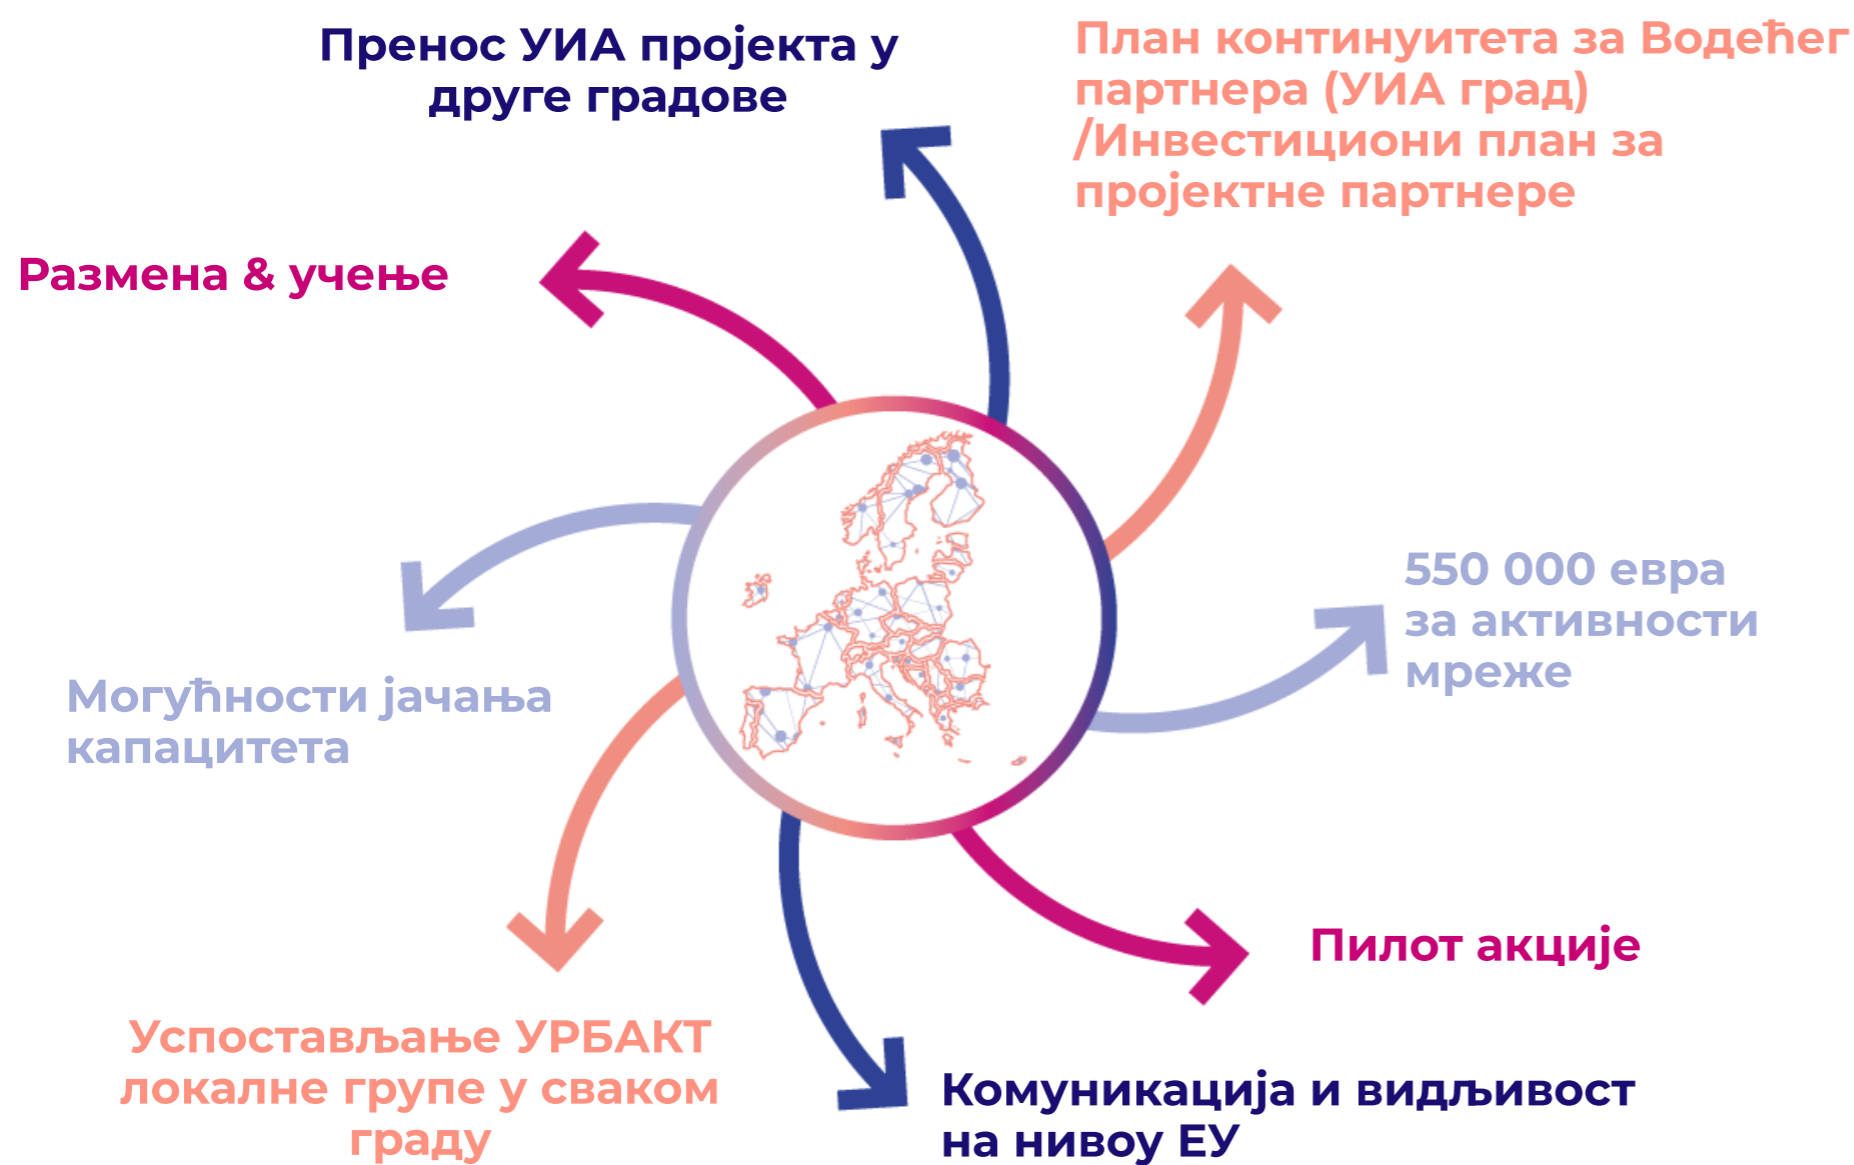 Пренос УИА пројекта у
друге градове
План континуитета за Водећег
партнера (УИА град)
/Инвестициони план за
пројектне партнере
Размена & учење
550 000 евра
за активности
мреже
Могућности јачања
капацитета
Пилот акције
Успостављање УРБАКТ
локалне групе у сваком
граду
Комуникација и видљивост
на нивоу ЕУ